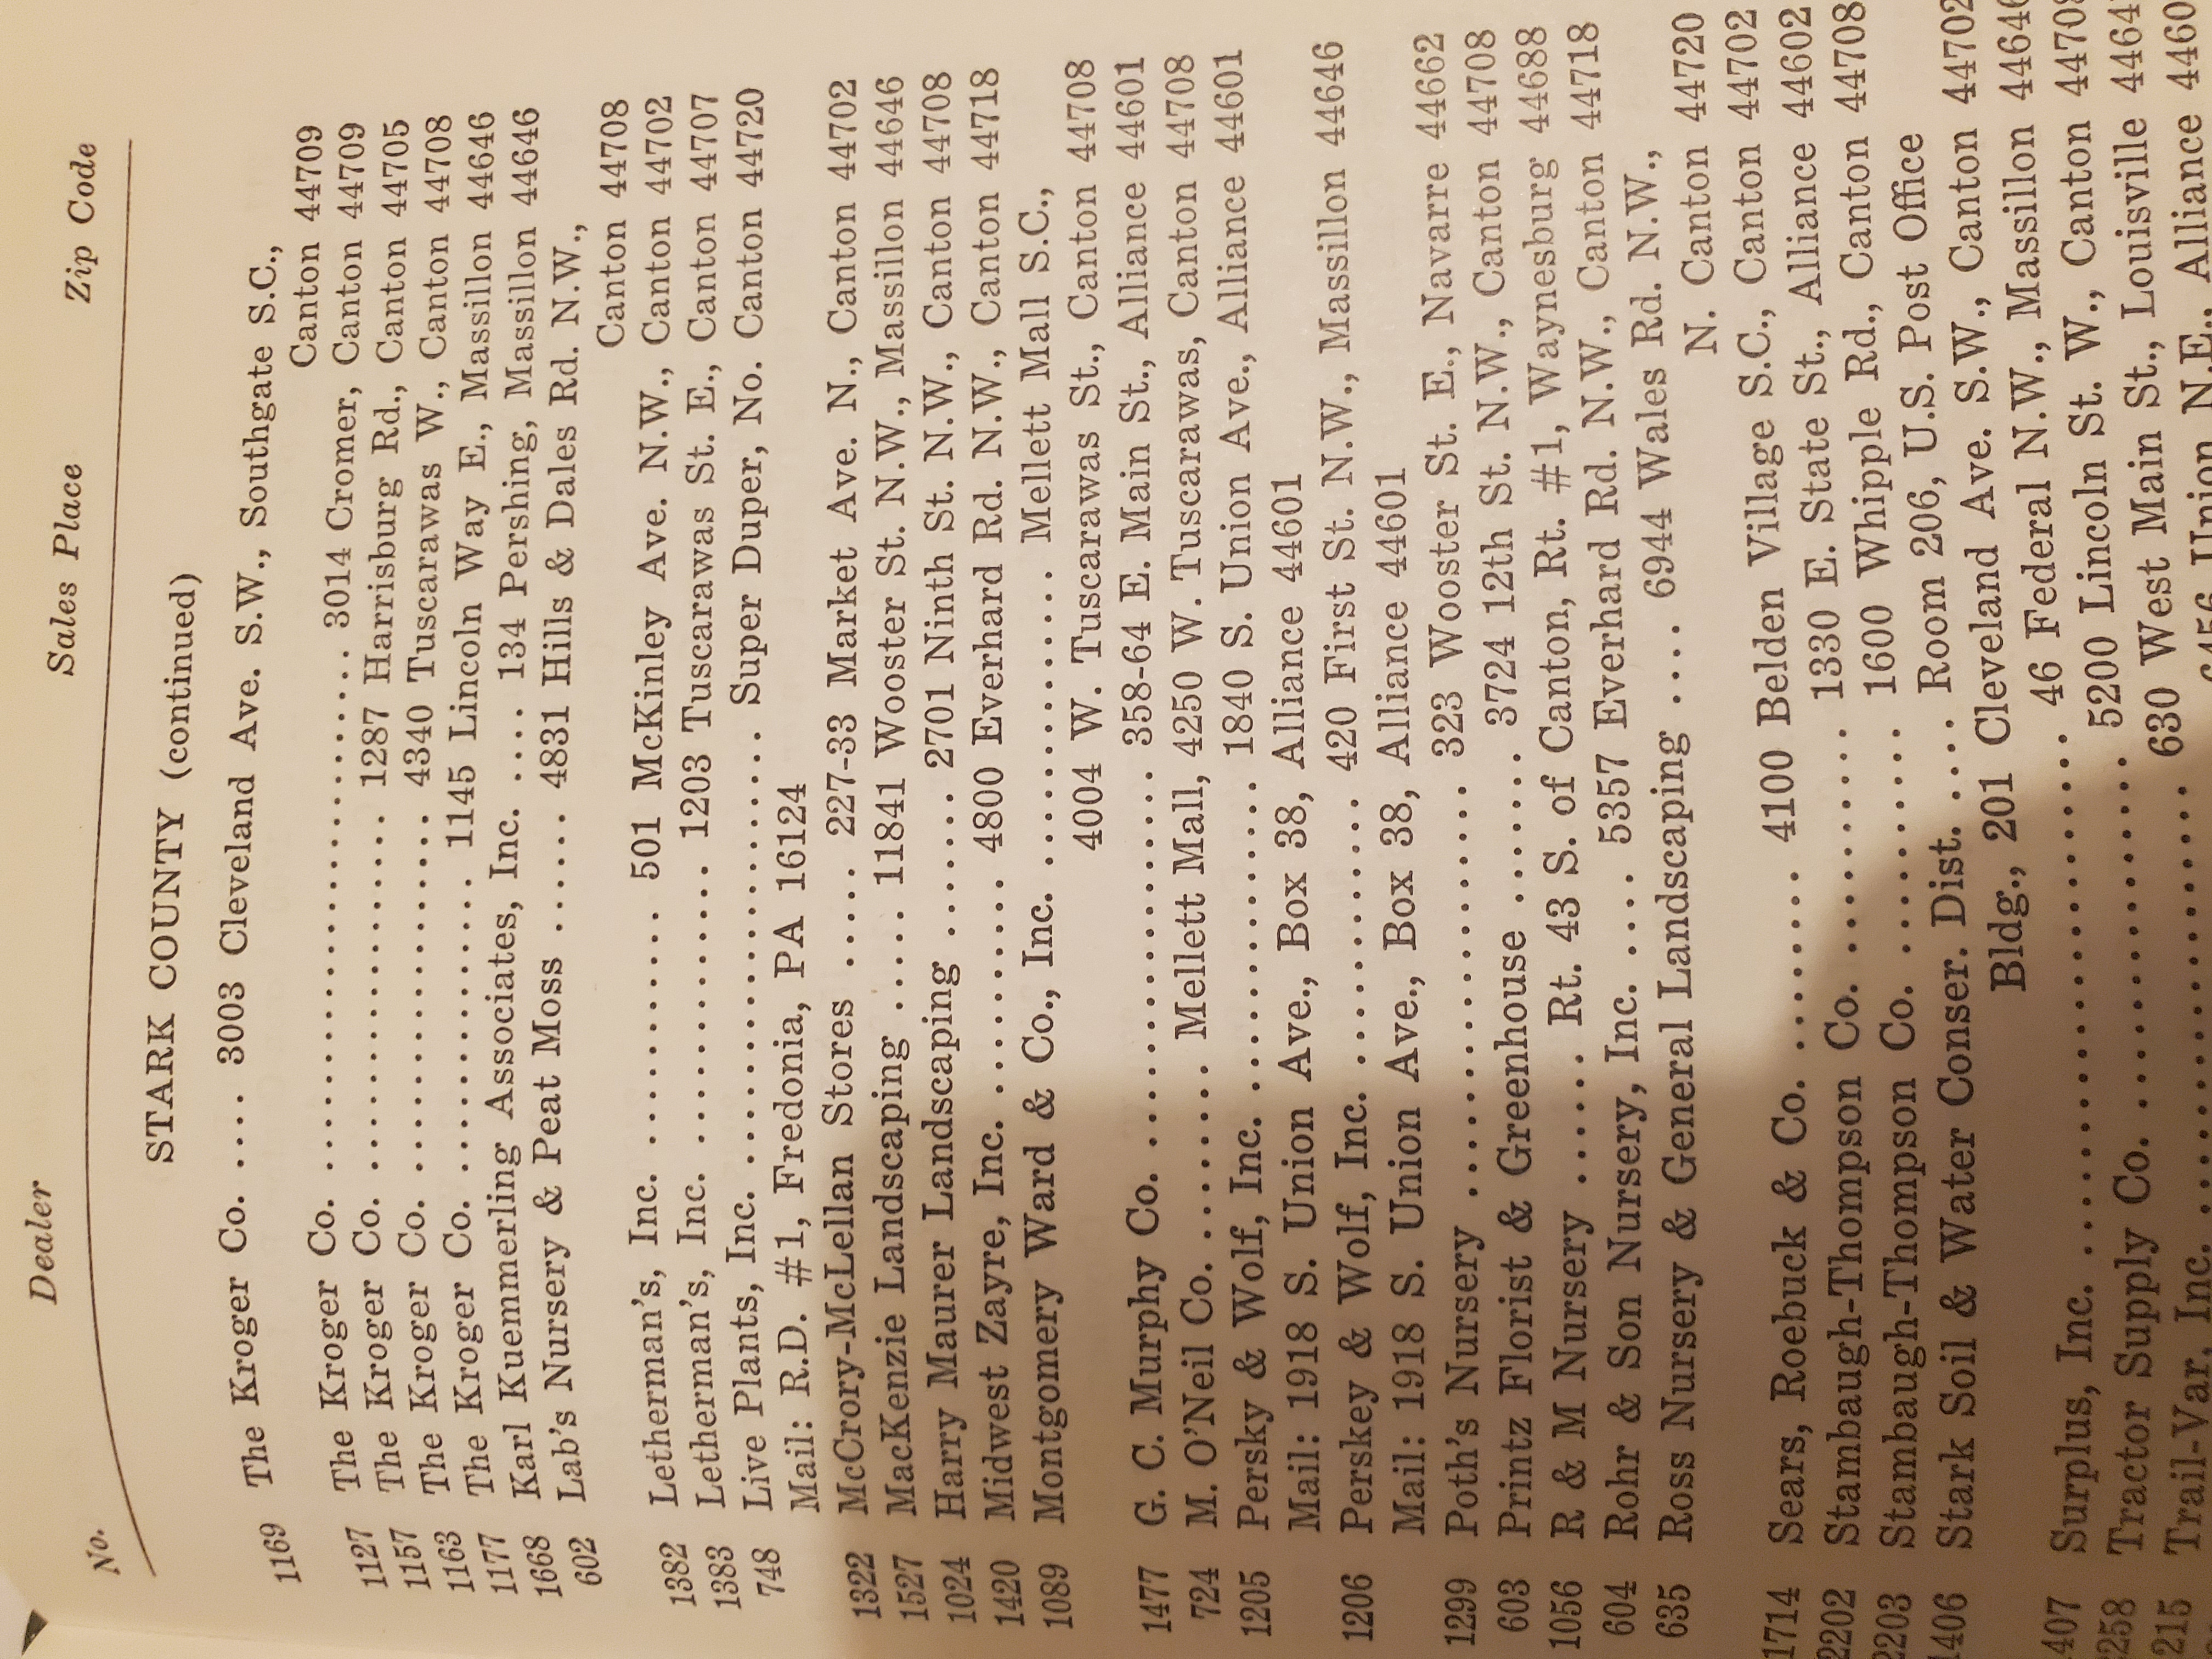 No. Dealer Sales Place Zip Code
STARK COUNTY (continued)
1169 The Kroger Co. .... 3003 Cleveland Ave. S.W., Southgate S.C.,
Canton 44709
1127 The Kroger Co. ........................ 3014 Cromer, Canton 44709
1157 The Kroger Co. ................. 1287 Harrisburg Rd., Canton 44705
1163 The Kroger Co. ................. 4340 Tuscarawas W., Canton 44708
1177 The Kroger Co. .............. 1145 Lincoln Way E., Massillon 44646
1668 Karl Kuemmerling Associates, Inc. .... 134 Pershing, Massillon 44646
602 Lab's Nursery & Peat Moss ...... 4831 Hills & Dales Rd. N.W.,
Canton 44708
1382 Letherman's, Inc. ............ 501 McKinley Ave. N.W., Canton 44702
1383 Letherman's, Inc. ............. 1203 Tuscarawas St. E., Canton 44707
748 Live Plants, Inc. ..................... Super Duper, No. Canton 44720
Mail: R.D. #1, Fredonia, PA 16124
1322 McCrory-McLellan Stores ..... 227-33 Market Ave. N., Canton 44702
1527 MacKenzie Landscaping ..... 11841 Wooster St. N.W., Massillon 44646
1024 Harry Maurer Landscaping ....... 2701 Ninth St. N.W., Canton 44708
1420 Midwest Zayre, Inc. .......... 4800 Everhard Rd. N.W., Canton 44718
1089 Montgomery Ward & Co., Inc. ................ Mellett Mall S.C.,
4004 W. Tuscarawas St., Canton 44708
1477 G. C. Murphy Co. .................... 358-64 E. Main St., Alliance 44601
724 M. O'Neil Co. ......... Mellett Mall, 4250 W. Tuscarawas, Canton 44708
1205 Persky & Wolf, Inc. ................. 1840 S. Union Ave., Alliance 44601
Mail: 1918 S. Union Ave., Box 38, Alliance 44601
1206 Perskey & Wolf, Inc. .............. 420 First St. N.W., Massillon 44646
Mail: 1918 S. Union Ave., Box 38, Alliance 44601
1299 Poth's Nursery ..................... 323 Wooster St. E., Navarre 44662
603 Printz Florist & Greenhouse ....... 3724 12th St. N.W., Canton 44708
1056 R & M Nursery ....... Rt. 43 S. of Canton, Rt. #1, Waynesburg 44688
604 Rohr & Son Nursery, Inc. .... 5357 Everhard Rd. N.W., Canton 44718
635 Ross Nursery & General Landscaping .... 6944 Wales Rd. N.W.,
N. Canton 44720
1714 Sears, Roebuck & Co. ......... 4100 Belden Village S.C., Canton 44702
2202 Stambaugh-Thompson Co. ............ 1330 E. State St., Alliance 44602
2203 Stambaugh-Thompson Co. ............ 1600 Whipple Rd., Canton 44708
1406 Stark Soil & Water Conser. Dist. ..... Room 206, U.S. Post Office
Bldg., 201 Cleveland Ave. S.W., Canton 44702
407 Surplus, Inc. .......................... 46 Federal N.W., Massillon 44646
258 Tractor Supply Co. .................. 5200 Lincoln St. W., Canton 4470
215 Trail-Var, Inc. ..................... 630 West Main St., Louisville 4464
Union N.E., Alliance 4460